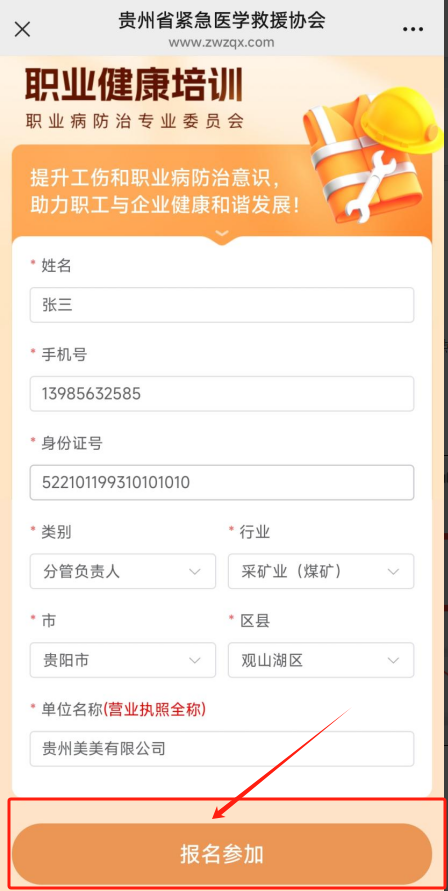 贵州省紧急医学救援协会
www.zwzqx.com
职业健康培训
职业病防治专业委员会
提升工伤和职业病防治意识，
助力职工与企业健康和谐发展！
* 姓名
张三
* 手机号
13985632585
* 身份证号
522101199310101010
* 类别 * 行业
分管负责人 采矿业（煤矿）
* 市 * 区县
贵阳市 观山湖区
* 单位名称(营业执照全称)
贵州美美有限公司
报名参加